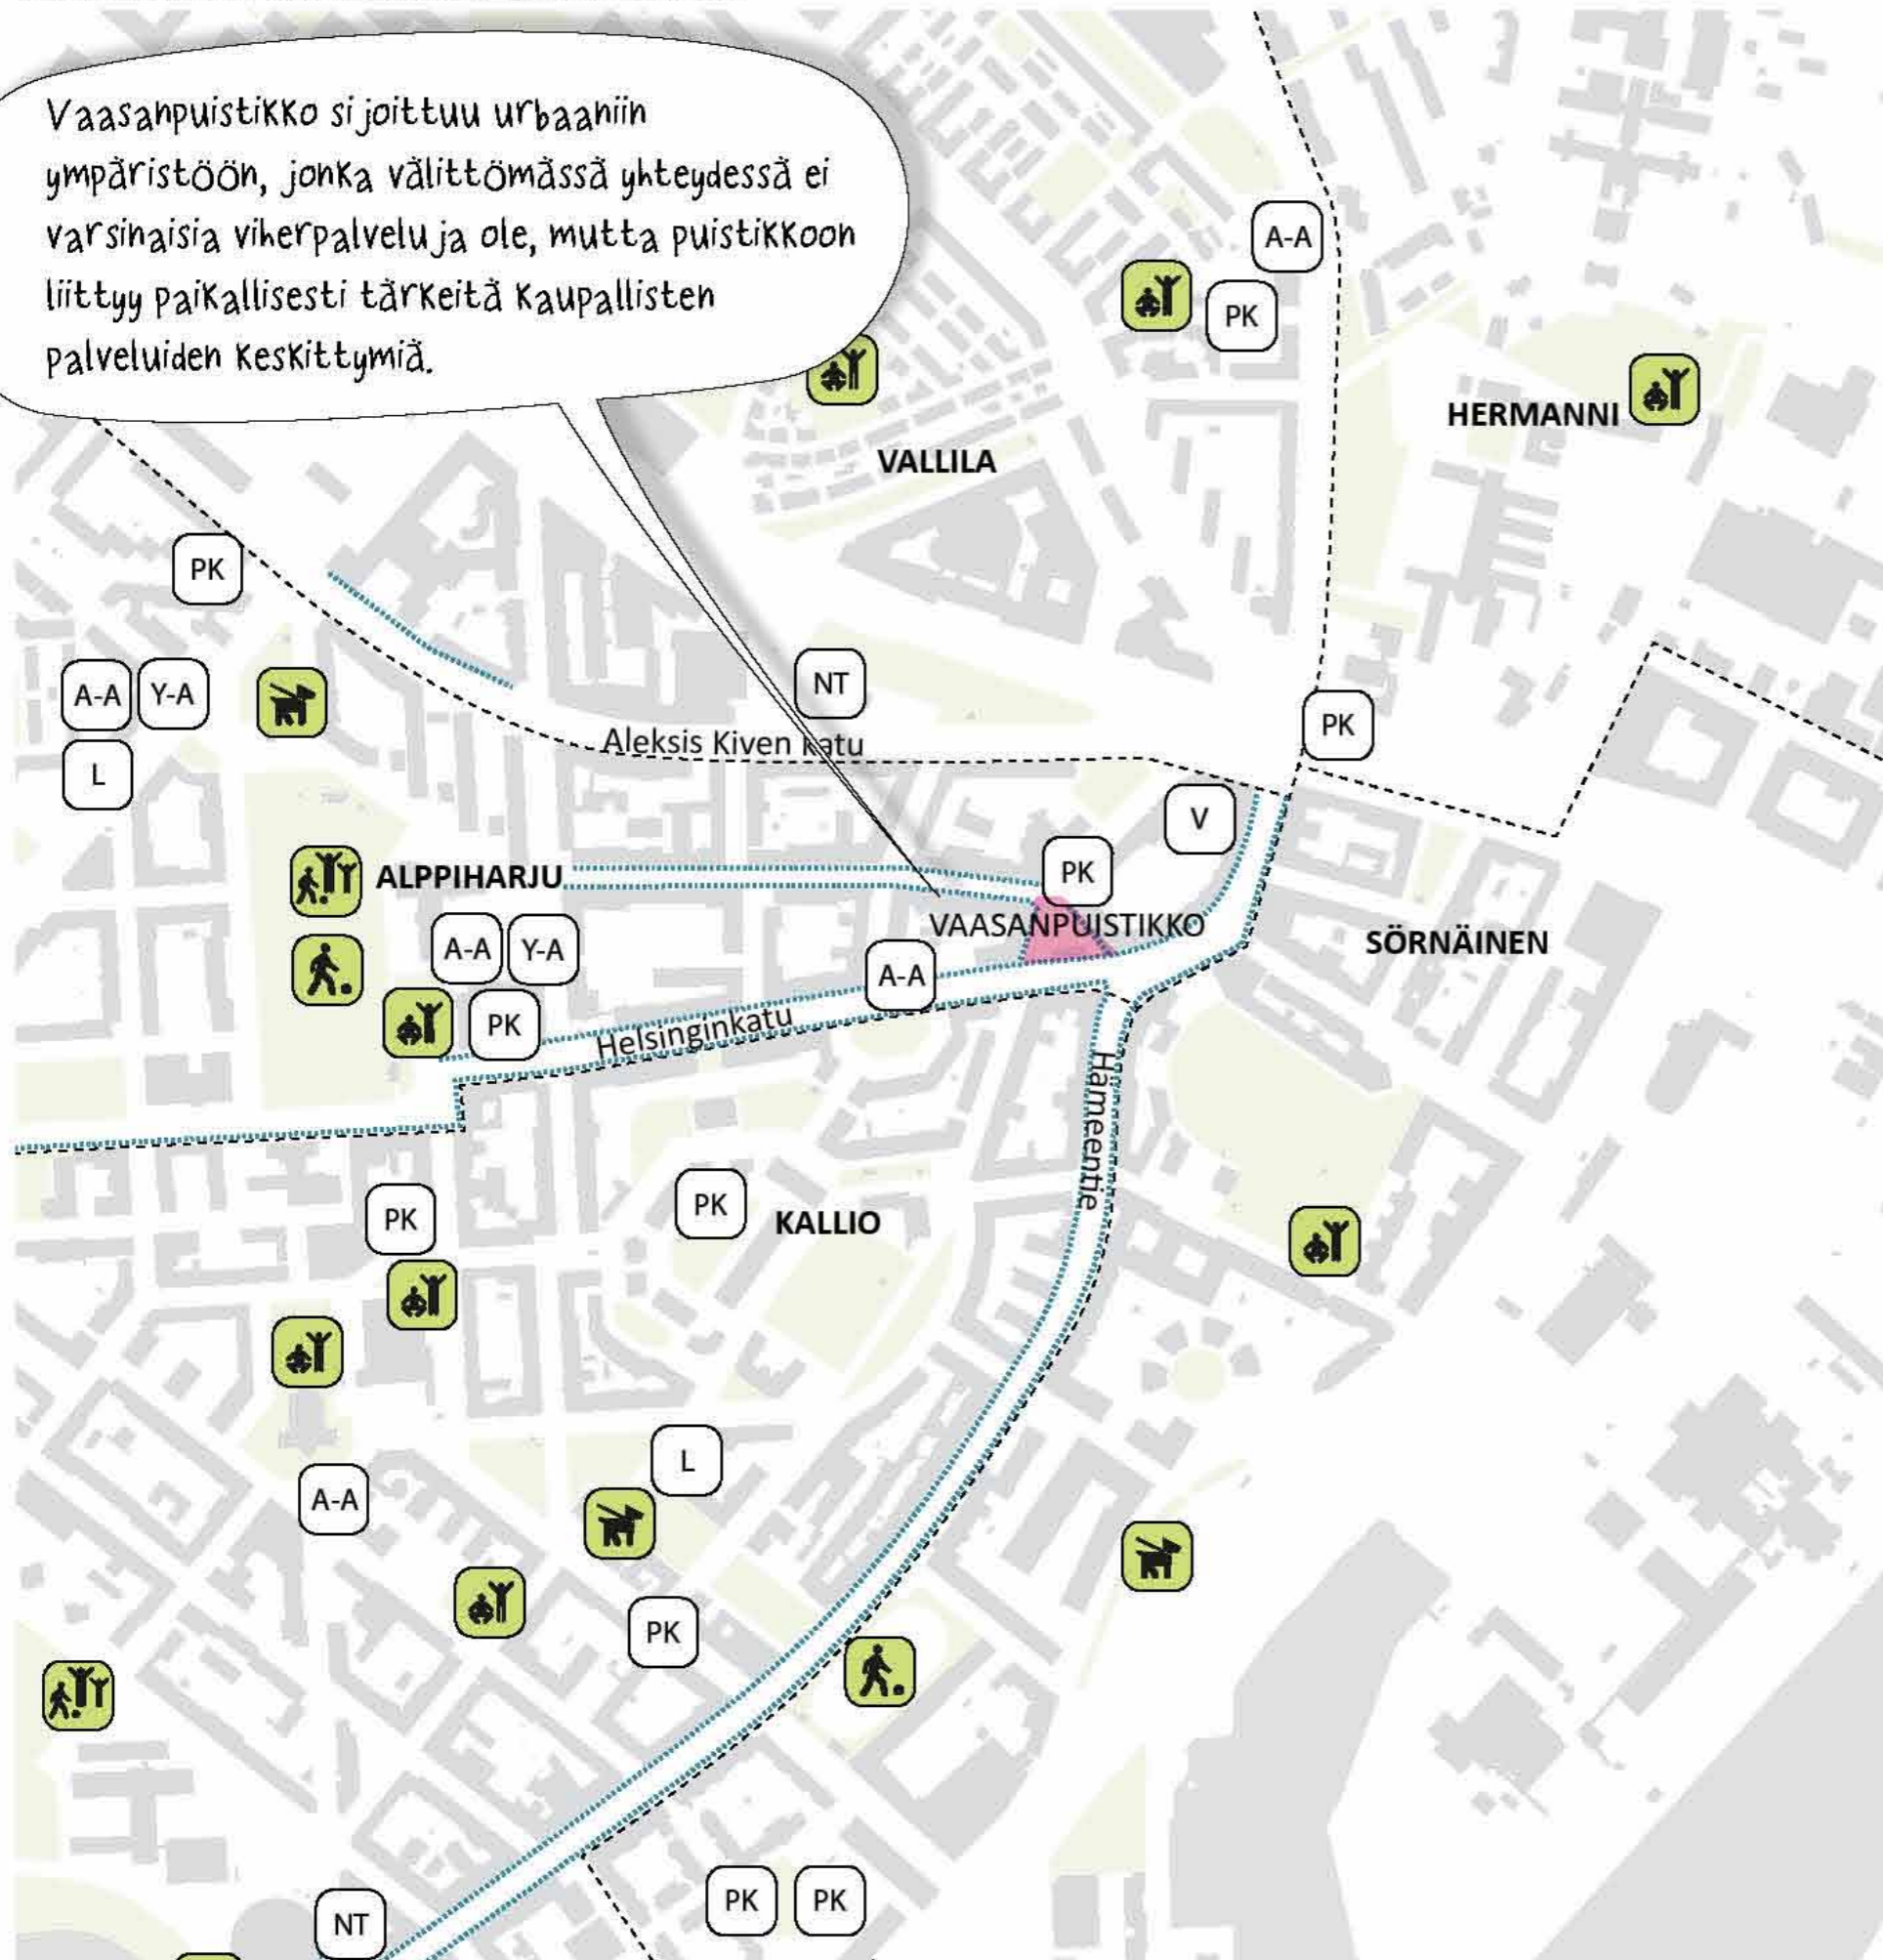 Vaasanpuistikko sijoittuu urbaaniin
ympäristöön, jonka välittömässä yhteydessä ei
varsinaisia viherpalveluja ole, mutta puistikkoon
liittyy paikallisesti tärkeitä kaupallisten
palveluiden keskittymiä.
A-A
PK
HERMANNI
VALLILA
PK
A-A Y-A
L
NT
PK
Aleksis Kiven katu
V
PK
ALPPIHARJU
VAASANPUISTIKKO
SÖRNÄINEN
A-A Y-A
A-A
PK
Helsinginkatu
Hämeentie
PK
PK
KALLIO
L
A-A
PK
PK PK
NT